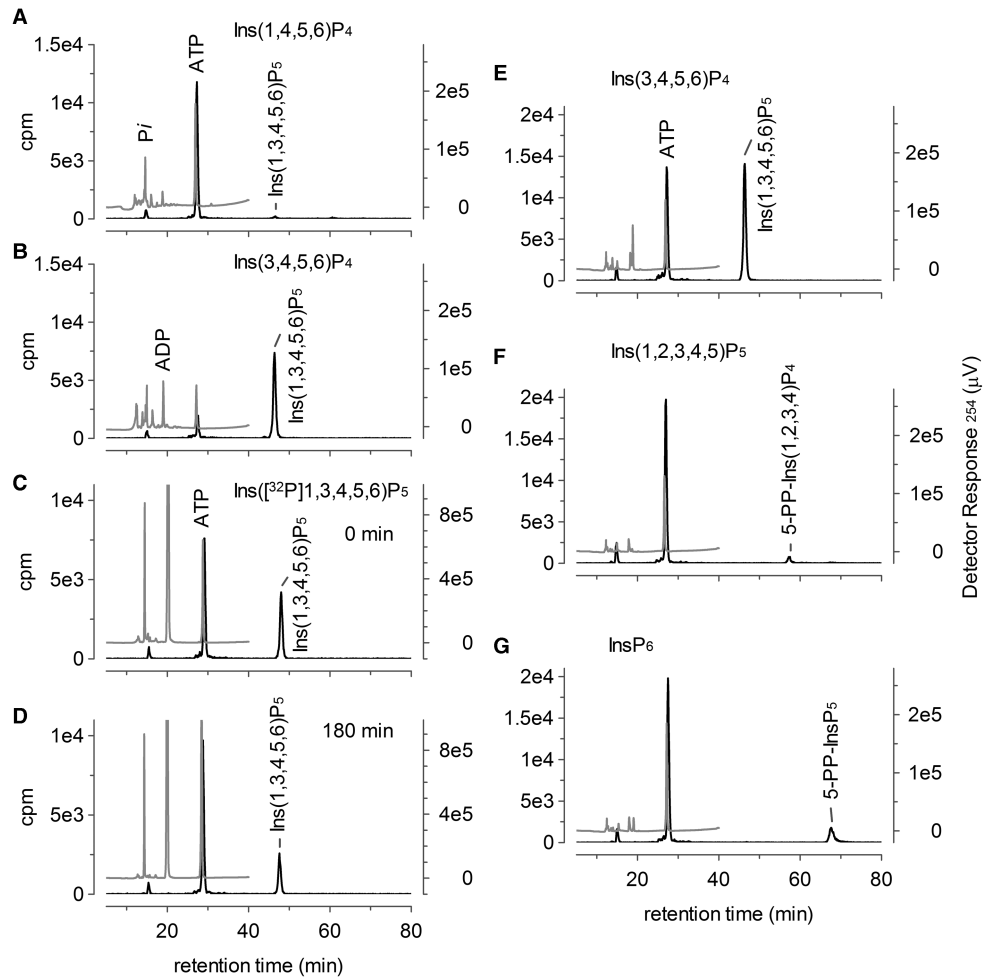 A
Ins(1,4,5,6)P4
1.5e4
1e4
5e3
0
cpm
Pi
ATP
Ins(1,3,4,5,6)P5
2e5
1e5
0
B
Ins(3,4,5,6)P4
1.5e4
1e4
5e3
0
cpm
ADP
Ins(1,3,4,5,6)P5
2e5
1e5
0
C
Ins([32P]1,3,4,5,6)P5
0 min
1e4
5e3
0
cpm
ATP
Ins(1,3,4,5,6)P5
8e5
4e5
0
D
180 min
1e4
5e3
0
cpm
Ins(1,3,4,5,6)P5
8e5
4e5
0
20 40 60 80
retention time (min)
E
Ins(3,4,5,6)P4
2e4
1.5e4
1e4
5e3
0
ATP
Ins(1,3,4,5,6)P5
2e5
1e5
0
F
Ins(1,2,3,4,5)P5
2e4
1.5e4
1e4
5e3
0
5-PP-Ins(1,2,3,4)P4
2e5
1e5
0
Detector Response 254 (μV)
G
InsP6
2e4
1.5e4
1e4
5e3
0
5-PP-InsP5
2e5
1e5
0
20 40 60 80
retention time (min)